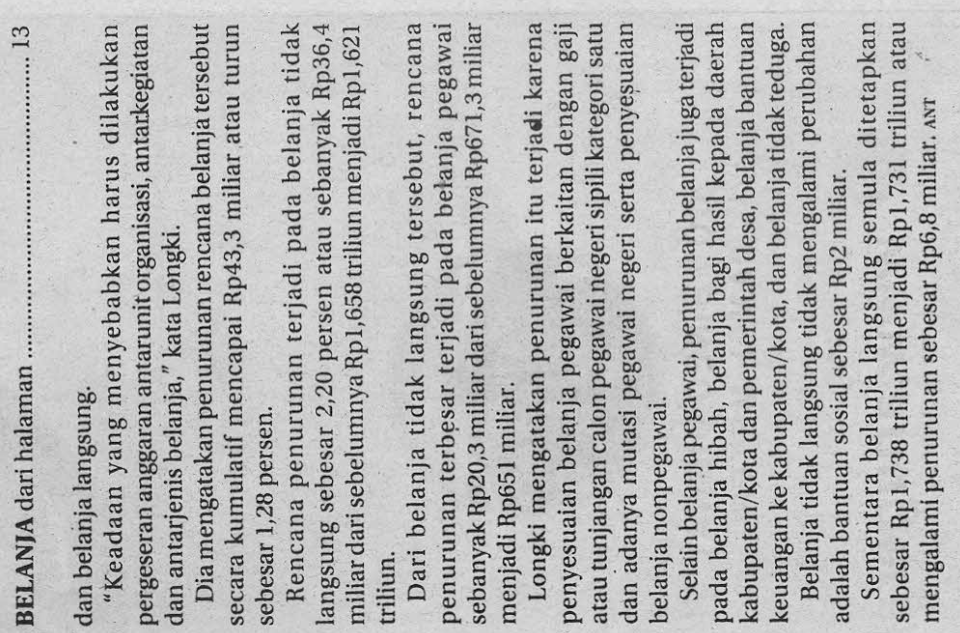 BELANJA dari halaman ........................................................ 13
dan belanja langsung.
"Keadaan yang menyebabkan harus dilakukan
pergeseran anggaran antarunit organisasi, antarkegiatan
dan antarjenis belanja," kata Longki.
Dia mengatakan penurunan rencana belanja tersebut
secara kumulatif mencapai Rp43,3 miliar atau turun
sebesar 1,28 persen.
Rencana penurunan terjadi pada belanja tidak
langsung sebesar 2,20 persen atau sebanyak Rp36,4
miliar dari sebelumnya Rp1,658 triliun menjadi Rp1,621
triliun.
Dari belanja tidak langsung tersebut, rencana
penurunan terbesar terjadi pada belanja pegawai
sebanyak Rp20,3 miliar dari sebelumnya Rp671,3 miliar
menjadi Rp651 miliar.
Longki mengatakan penurunan itu terjadi karena
penyesuaian belanja pegawai berkaitan dengan gaji
atau tunjangan calon pegawai negeri sipili kategori satu
dan adanya mutasi pegawai negeri serta penyesuaian
belanja nonpegawai.
Selain belanja pegawai, penurunan belanja juga terjadi
pada belanja hibah, belanja bagi hasil kepada daerah
kabupaten/kota dan pemerintah desa, belanja bantuan
keuangan ke kabupaten/kota, dan belanja tidak teduga.
Belanja tidak langsung tidak mengalami perubahan
adalah bantuan sosial sebesar Rp2 miliar.
Sementara belanja langsung semula ditetapkan
sebesar Rp1,738 triliun menjadi Rp1,731 triliun atau
mengalami penurunan sebesar Rp6,8 miliar. ANT